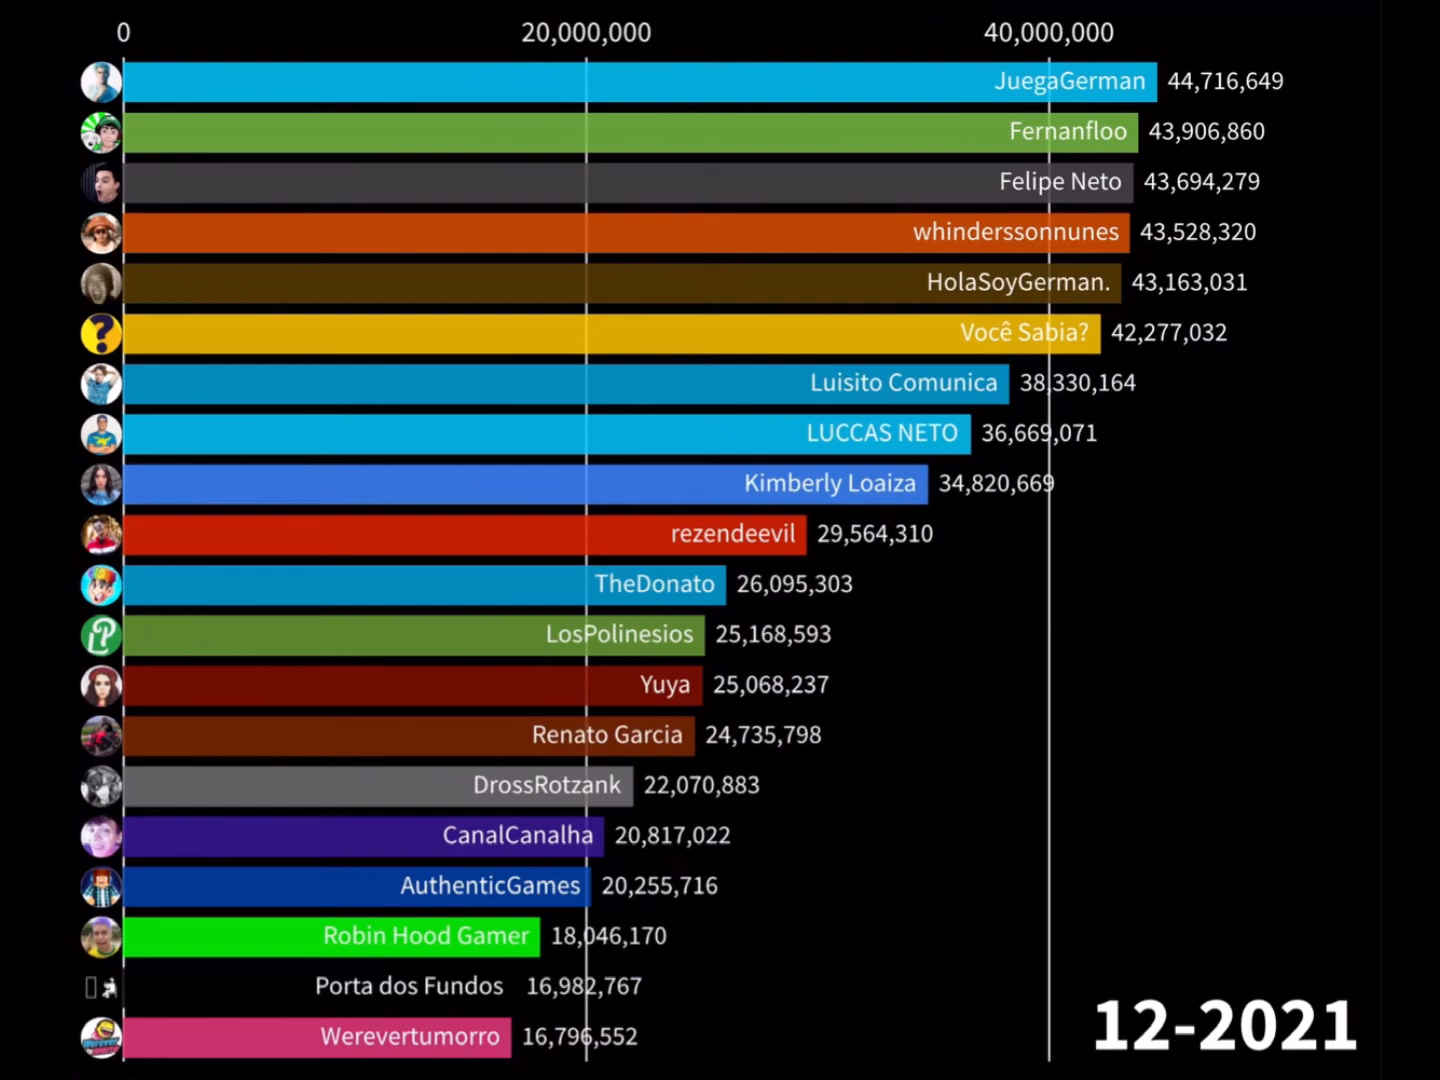 0 20,000,000 40,000,000
JuegaGerman 44,716,649
Fernanfloo 43,906,860
Felipe Neto 43,694,279
whinderssonnunes 43,528,320
HolaSoyGerman. 43,163,031
? Você Sabia? 42,277,032
Luisito Comunica 38,330,164
LUCCAS NETO 36,669,071
Kimberly Loaiza 34,820,669
rezendeevil 29,564,310
TheDonato 26,095,303
LP LosPolinesios 25,168,593
Yuya 25,068,237
Renato Garcia 24,735,798
DrossRotzank 22,070,883
CanalCanalha 20,817,022
AuthenticGames 20,255,716
Robin Hood Gamer 18,046,170
Porta dos Fundos 16,982,767
Werevertumorro 16,796,552
12-2021